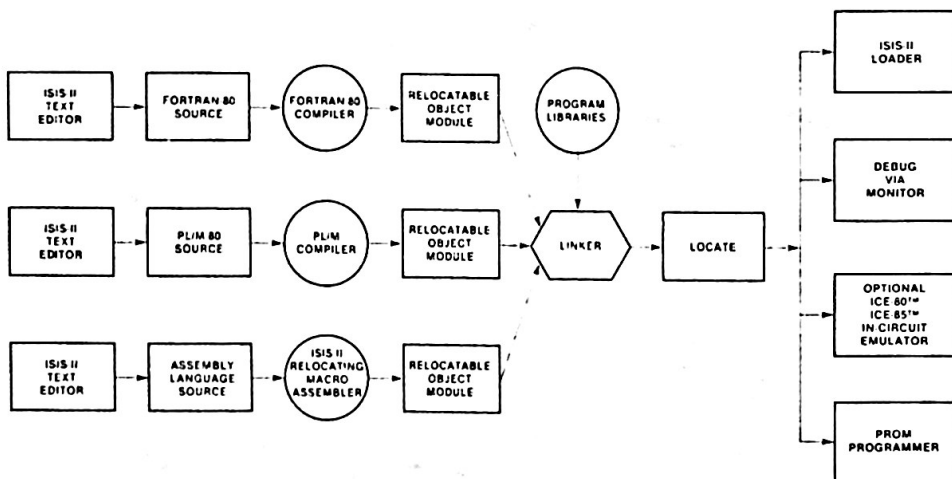 ISIS-II
TEXT
EDITOR
FORTRAN-80
SOURCE
FORTRAN-80
COMPILER
RELOCATABLE
OBJECT
MODULE
PROGRAM
LIBRARIES
ISIS-II
TEXT
EDITOR
PL/M-80
SOURCE
PL/M
COMPILER
RELOCATABLE
OBJECT
MODULE
LINKER
LOCATE
ISIS-II
TEXT
EDITOR
ASSEMBLY
LANGUAGE
SOURCE
ISIS-II
RELOCATING
MACRO
ASSEMBLER
RELOCATABLE
OBJECT
MODULE
ISIS-II
LOADER
DEBUG
VIA
MONITOR
OPTIONAL
ICE-80™
ICE-85™
IN-CIRCUIT
EMULATOR
PROM
PROGRAMMER